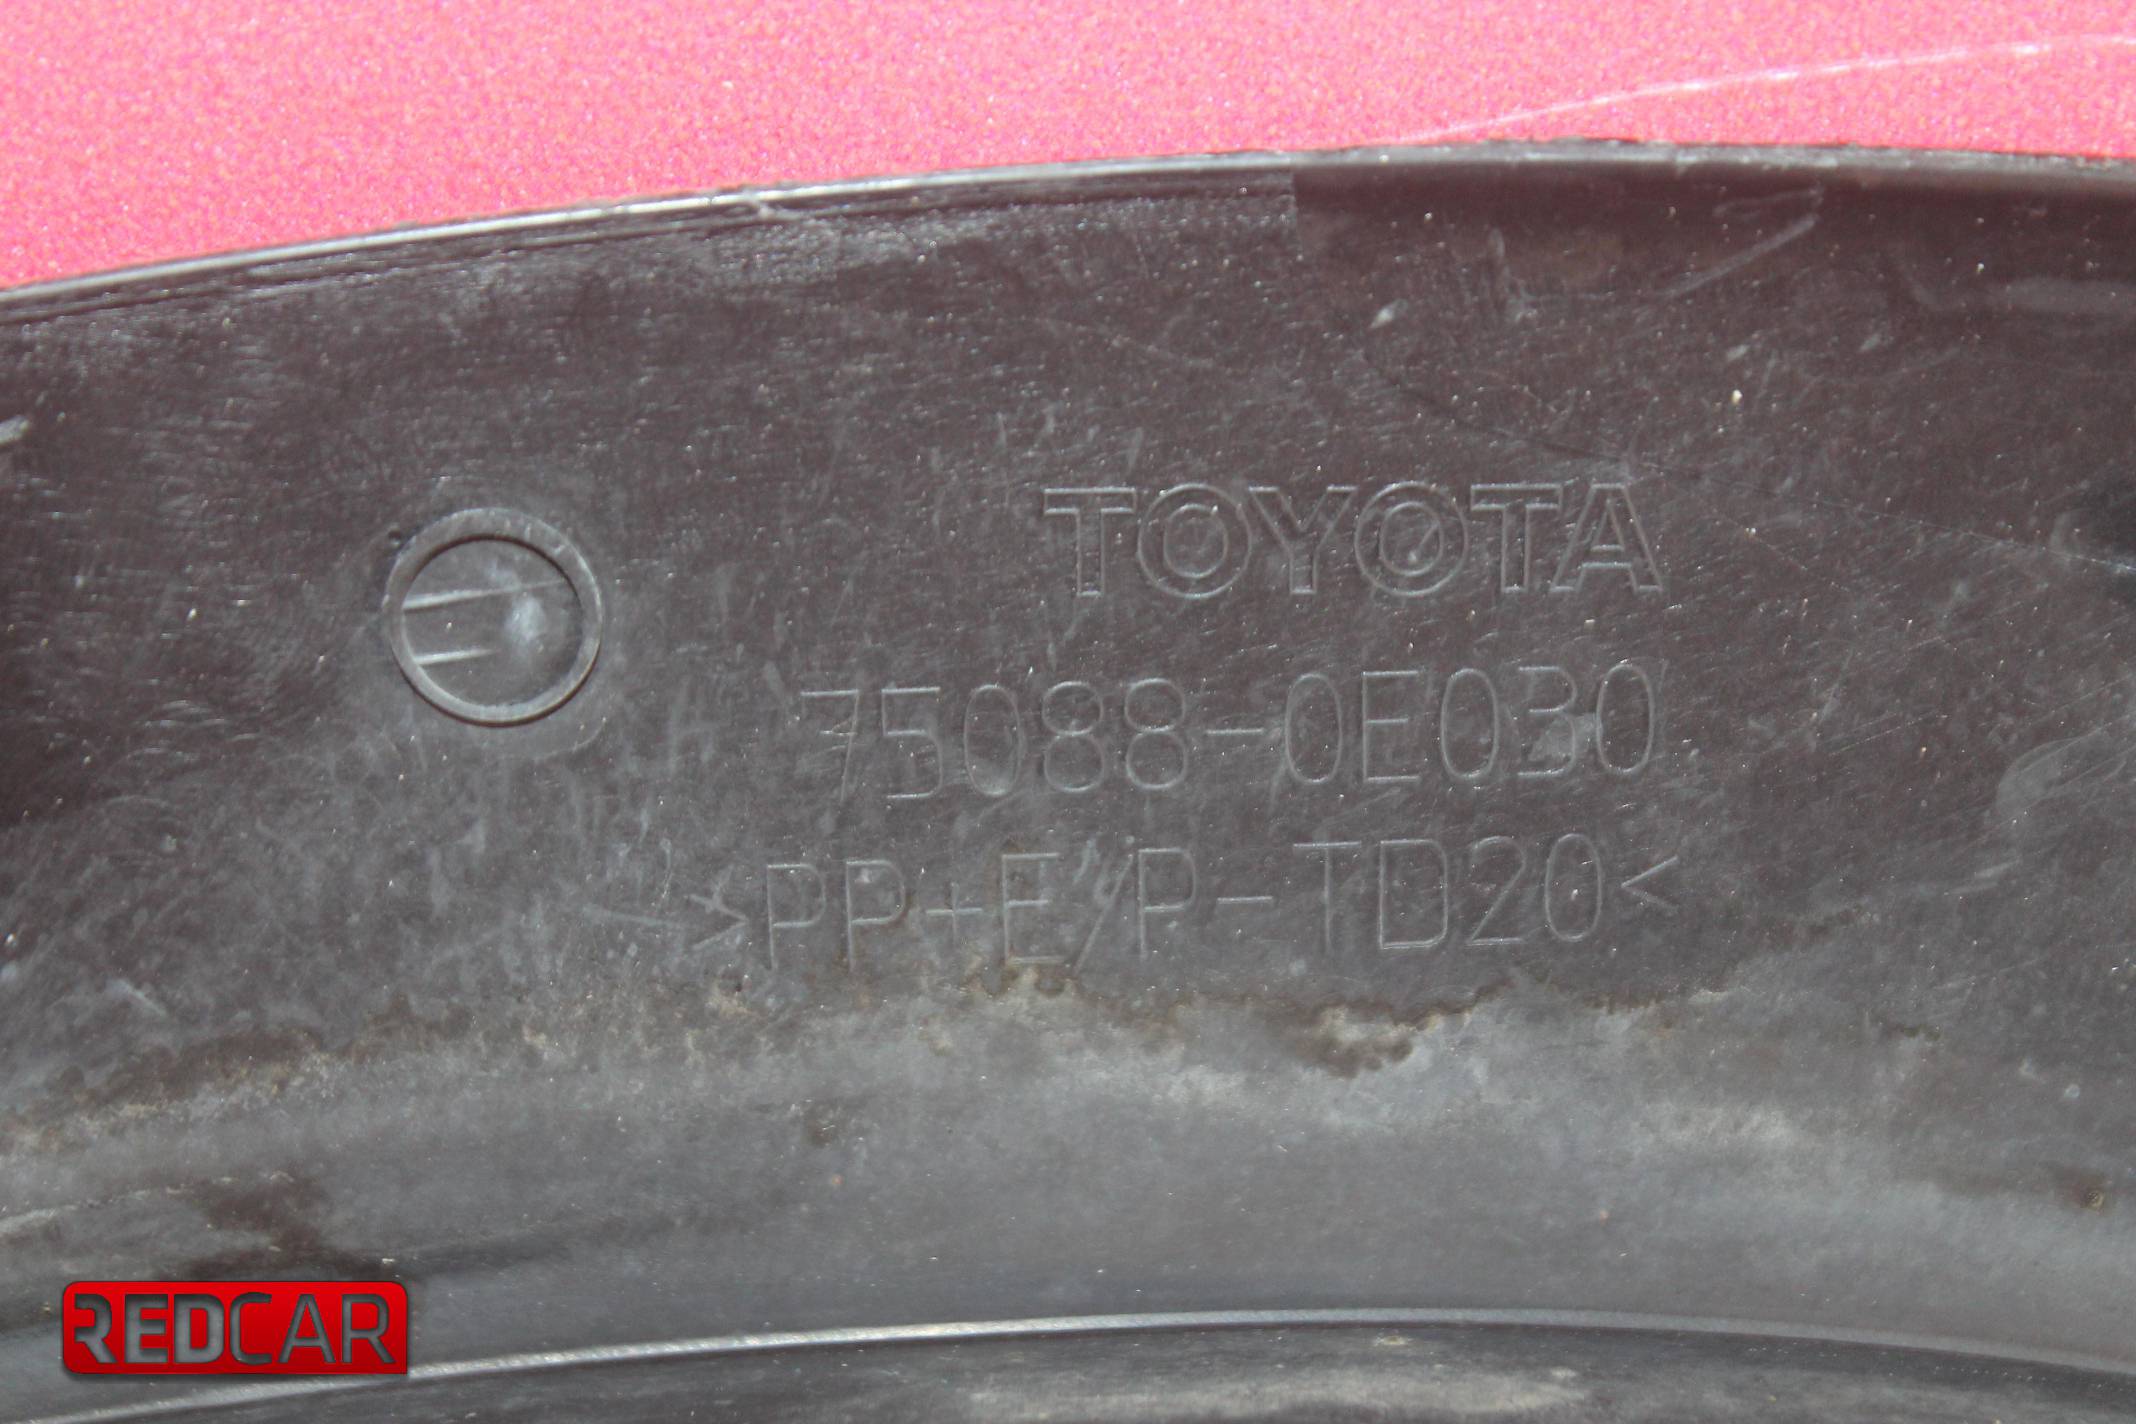 TOYOTA
75088-0E030
>PP+E/P-TD20<
REDCAR